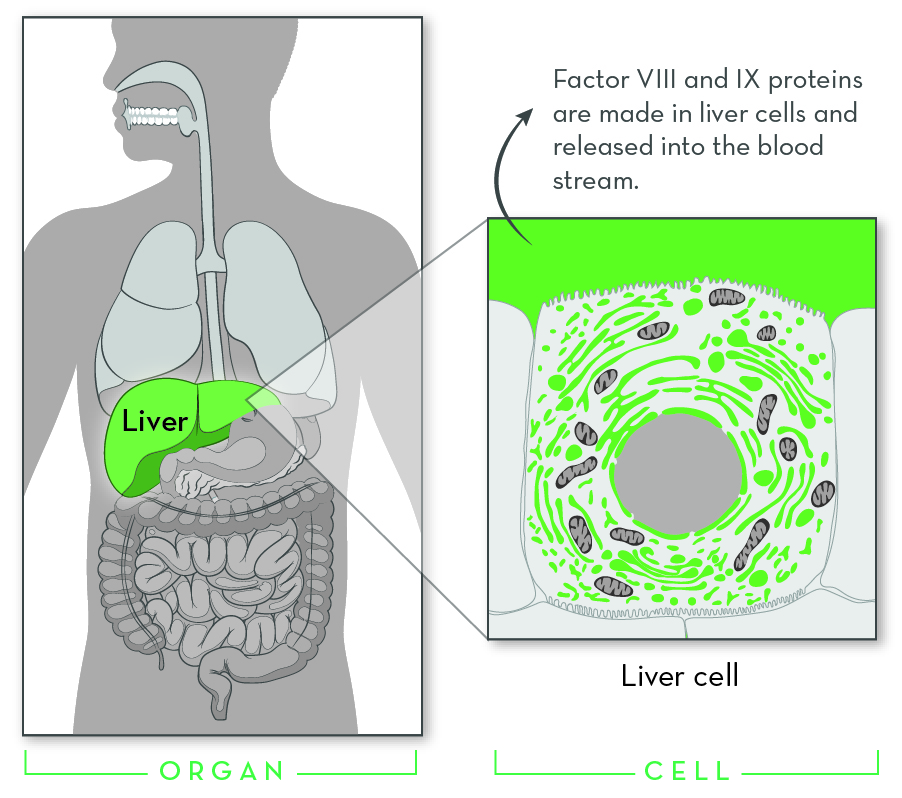 Factor VIII and IX proteins
are made in liver cells and
released into the blood
stream.
Liver
Liver cell
ORGAN
CELL